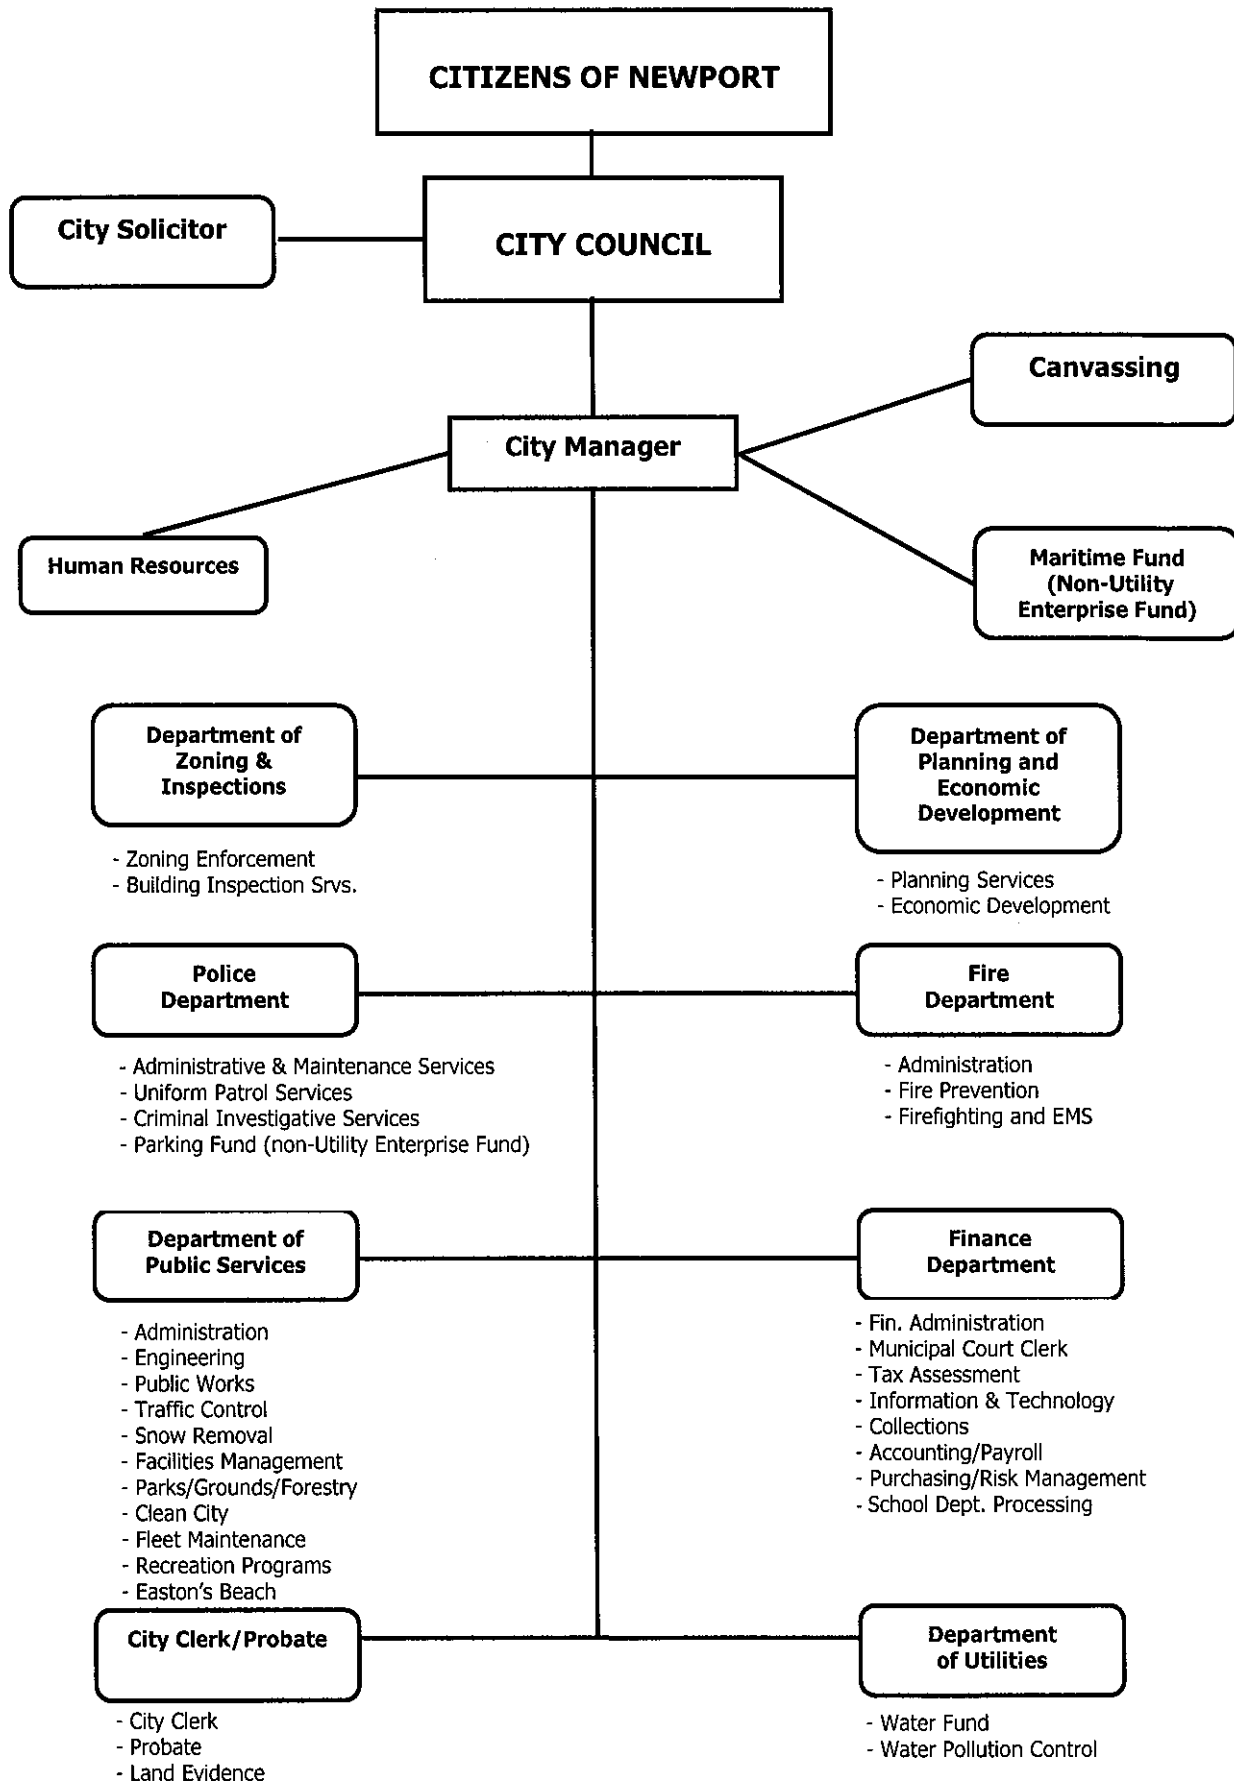 CITIZENS OF NEWPORT
City Solicitor
CITY COUNCIL
Canvassing
City Manager
Human Resources
Maritime Fund
(Non-Utility
Enterprise Fund)
Department of
Zoning &
Inspections
- Zoning Enforcement
- Building Inspection Srvs.
Department of
Planning and
Economic
Development
- Planning Services
- Economic Development
Police
Department
- Administrative & Maintenance Services
- Uniform Patrol Services
- Criminal Investigative Services
- Parking Fund (non-Utility Enterprise Fund)
Fire
Department
- Administration
- Fire Prevention
- Firefighting and EMS
Department of
Public Services
- Administration
- Engineering
- Public Works
- Traffic Control
- Snow Removal
- Facilities Management
- Parks/Grounds/Forestry
- Clean City
- Fleet Maintenance
- Recreation Programs
- Easton's Beach
Finance
Department
- Fin. Administration
- Municipal Court Clerk
- Tax Assessment
- Information & Technology
- Collections
- Accounting/Payroll
- Purchasing/Risk Management
- School Dept. Processing
City Clerk/Probate
- City Clerk
- Probate
- Land Evidence
Department
of Utilities
- Water Fund
- Water Pollution Control